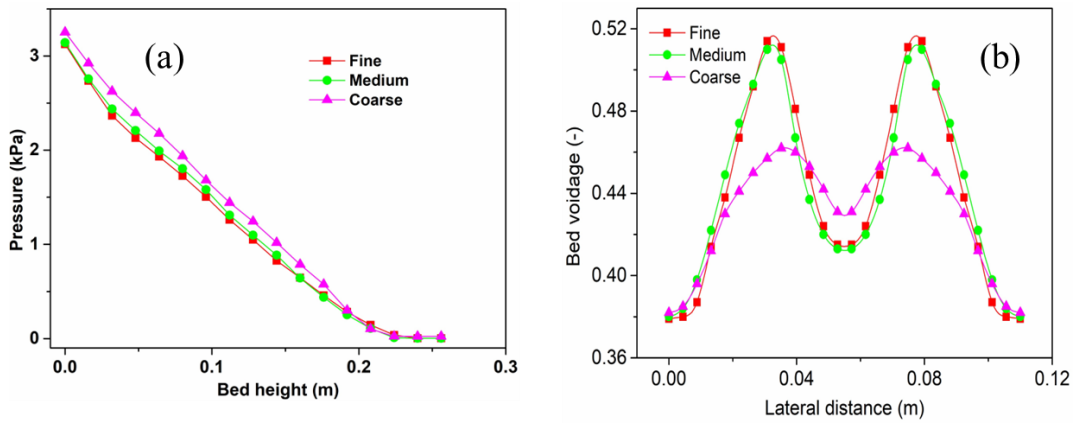 (a)
Fine
Medium
Coarse
Pressure (kPa)
3
2
1
0
0.0 0.1 0.2 0.3
Bed height (m)
(b)
Fine
Medium
Coarse
Bed voidage (-)
0.52
0.48
0.44
0.40
0.36
0.00 0.04 0.08 0.12
Lateral distance (m)